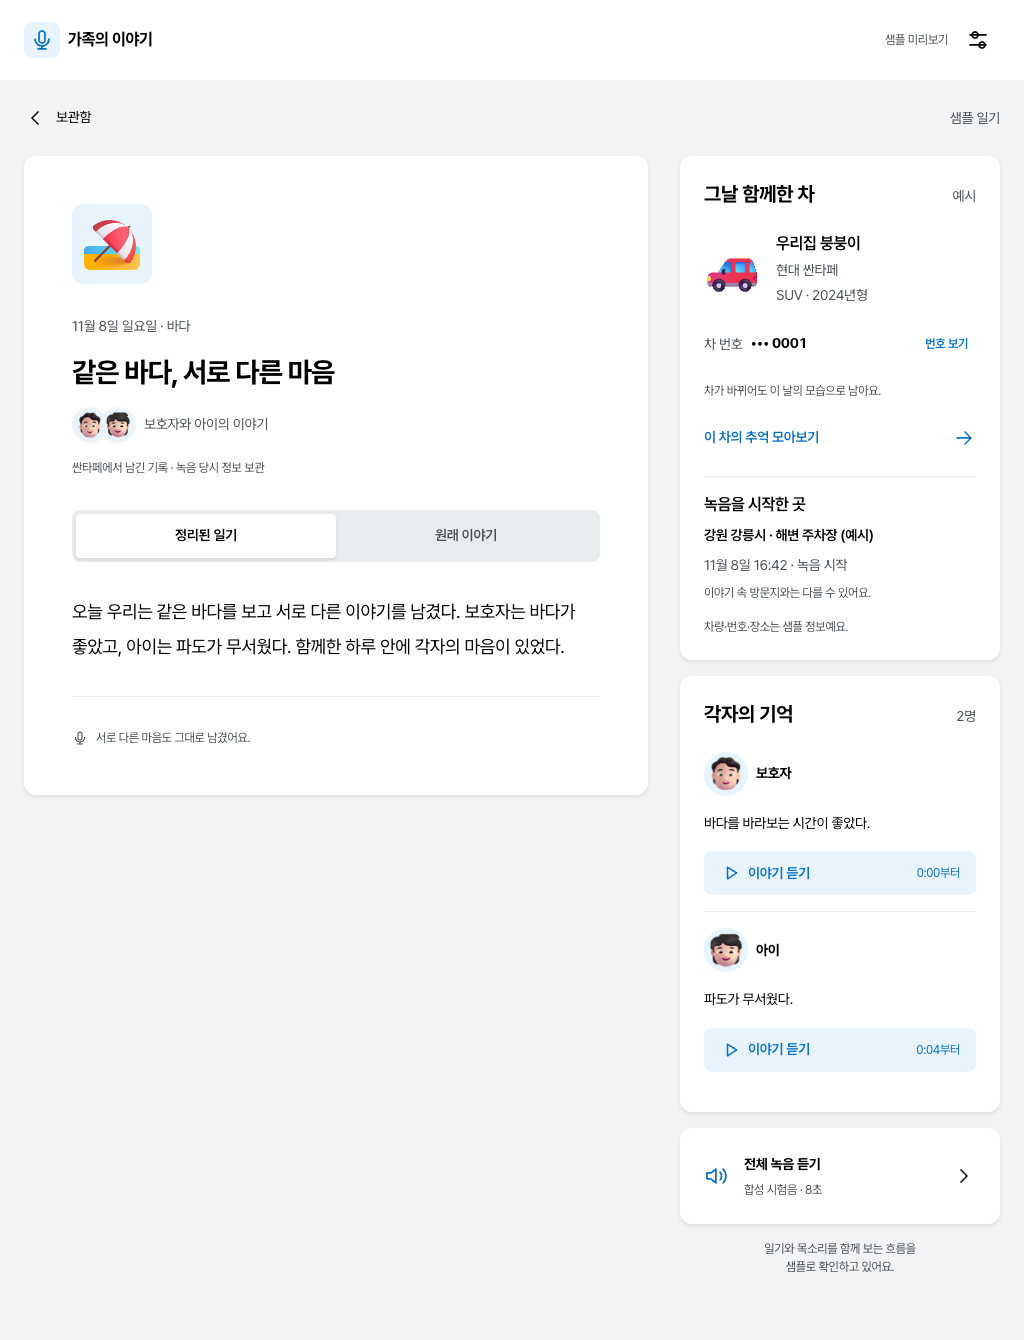 가족의 이야기
샘플 미리보기
보관함
샘플 일기
11월 8일 일요일 · 바다
같은 바다, 서로 다른 마음
보호자와 아이의 이야기
싼타페에서 남긴 기록 · 녹음 당시 정보 보관
정리된 일기
원래 이야기
오늘 우리는 같은 바다를 보고 서로 다른 이야기를 남겼다. 보호자는 바다가
좋았고, 아이는 파도가 무서웠다. 함께한 하루 안에 각자의 마음이 있었다.
서로 다른 마음도 그대로 남겼어요.
그날 함께한 차
예시
우리집 붕붕이
현대 싼타페
SUV · 2024년형
차 번호 ••• 0001
번호 보기
차가 바뀌어도 이 날의 모습으로 남아요.
이 차의 추억 모아보기
녹음을 시작한 곳
강원 강릉시 · 해변 주차장 (예시)
11월 8일 16:42 · 녹음 시작
이야기 속 방문지와는 다를 수 있어요.
차량·번호·장소는 샘플 정보예요.
각자의 기억
2명
보호자
바다를 바라보는 시간이 좋았다.
이야기 듣기
0:00부터
아이
파도가 무서웠다.
이야기 듣기
0:04부터
전체 녹음 듣기
합성 시험음 · 8초
일기와 목소리를 함께 보는 흐름을
샘플로 확인하고 있어요.